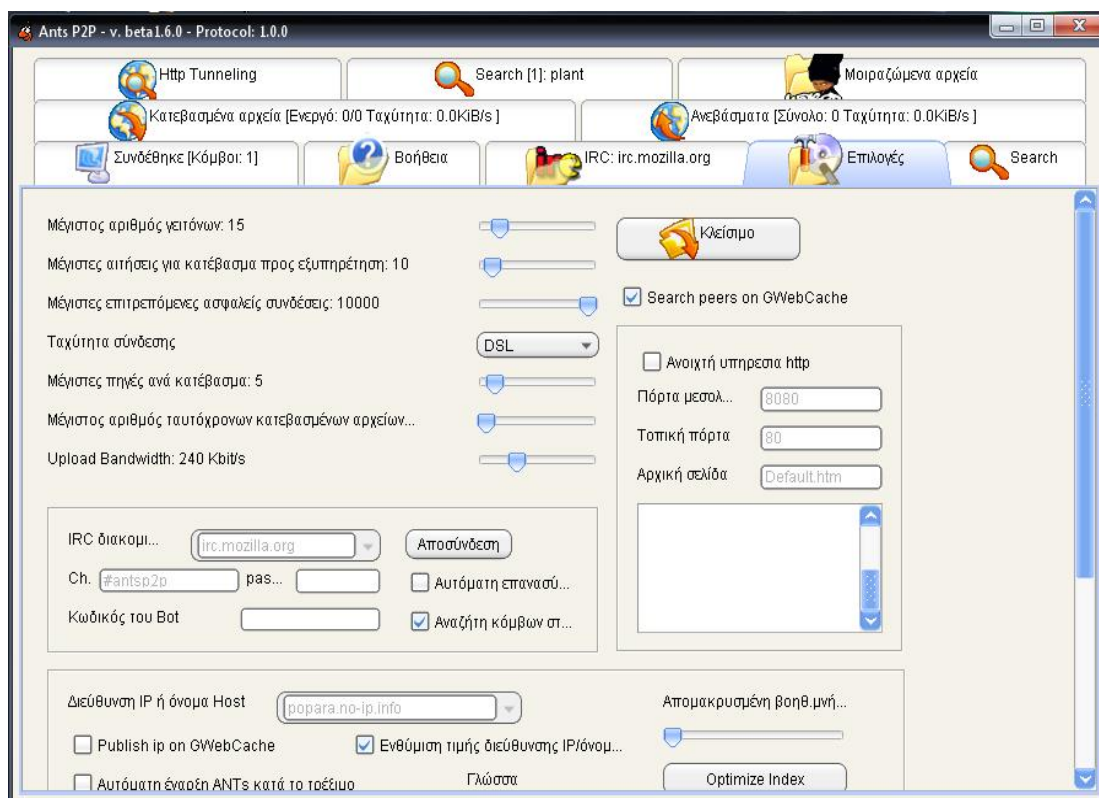 Ants P2P - v. beta1.6.0 - Protocol: 1.0.0
Http Tunneling
Search [1]: plant
Μοιραζώμενα αρχεία
Κατεβασμένα αρχεία [Ενεργό: 0/0 Ταχύτητα: 0.0KiB/s ]
Ανεβάσματα [Σύνολο: 0 Ταχύτητα: 0.0KiB/s ]
Συνδέθηκε [Κόμβοι: 1]
Βοήθεια
IRC: irc.mozilla.org
Επιλογές
Search
Μέγιστος αριθμός γειτόνων: 15
Μέγιστες αιτήσεις για κατέβασμα προς εξυπηρέτηση: 10
Μέγιστες επιτρεπόμενες ασφαλείς συνδέσεις: 10000
Ταχύτητα σύνδεσης
DSL
Μέγιστες πηγές ανά κατέβασμα: 5
Μέγιστος αριθμός ταυτόχρονων κατεβασμένων αρχείων...
Upload Bandwidth: 240 Kbit/s
Κλείσιμο
Search peers on GWebCache
Ανοιχτή υπηρεσια http
Πόρτα μεσολ... 8080
Τοπική πόρτα 80
Αρχική σελίδα Default.htm
IRC διακομι... irc.mozilla.org Αποσύνδεση
Ch. #antsp2p pas... Αυτόματη επανασύ...
Κωδικός του Bot Αναζήτη κόμβων στ...
Διεύθυνση IP ή όνομα Host popara.no-ip.info Απομακρυσμένη βοηθ.μνή...
Publish ip on GWebCache Ενθύμιση τιμής διεύθυνσης IP/όνομ...
Αυτόματη έναρξη ANTs κατά το τρέξιμο Γλώσσα Optimize Index